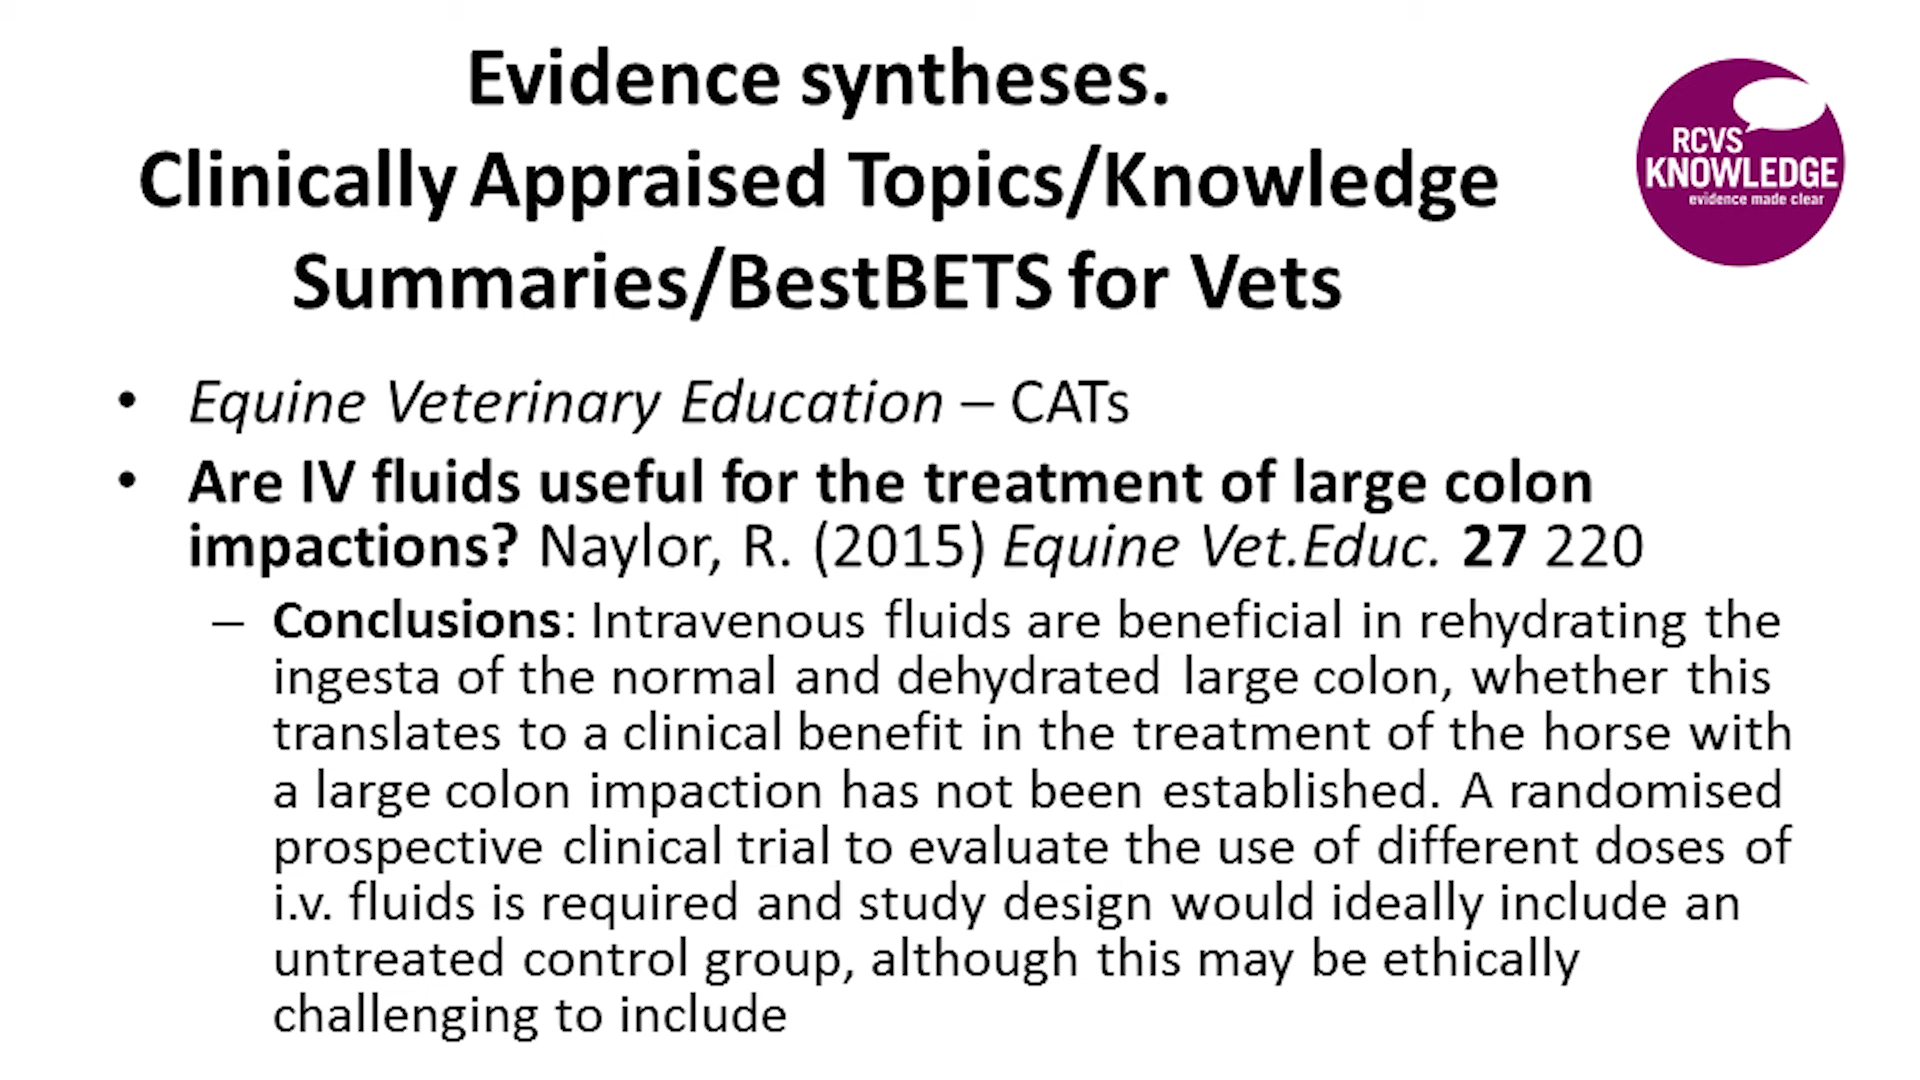 Evidence syntheses.
Clinically Appraised Topics/Knowledge
Summaries/BestBETS for Vets
RCVS
KNOWLEDGE
evidence made clear
• Equine Veterinary Education – CATs
• Are IV fluids useful for the treatment of large colon
impactions? Naylor, R. (2015) Equine Vet.Educ. 27 220
– Conclusions: Intravenous fluids are beneficial in rehydrating the
ingesta of the normal and dehydrated large colon, whether this
translates to a clinical benefit in the treatment of the horse with
a large colon impaction has not been established. A randomised
prospective clinical trial to evaluate the use of different doses of
i.v. fluids is required and study design would ideally include an
untreated control group, although this may be ethically
challenging to include